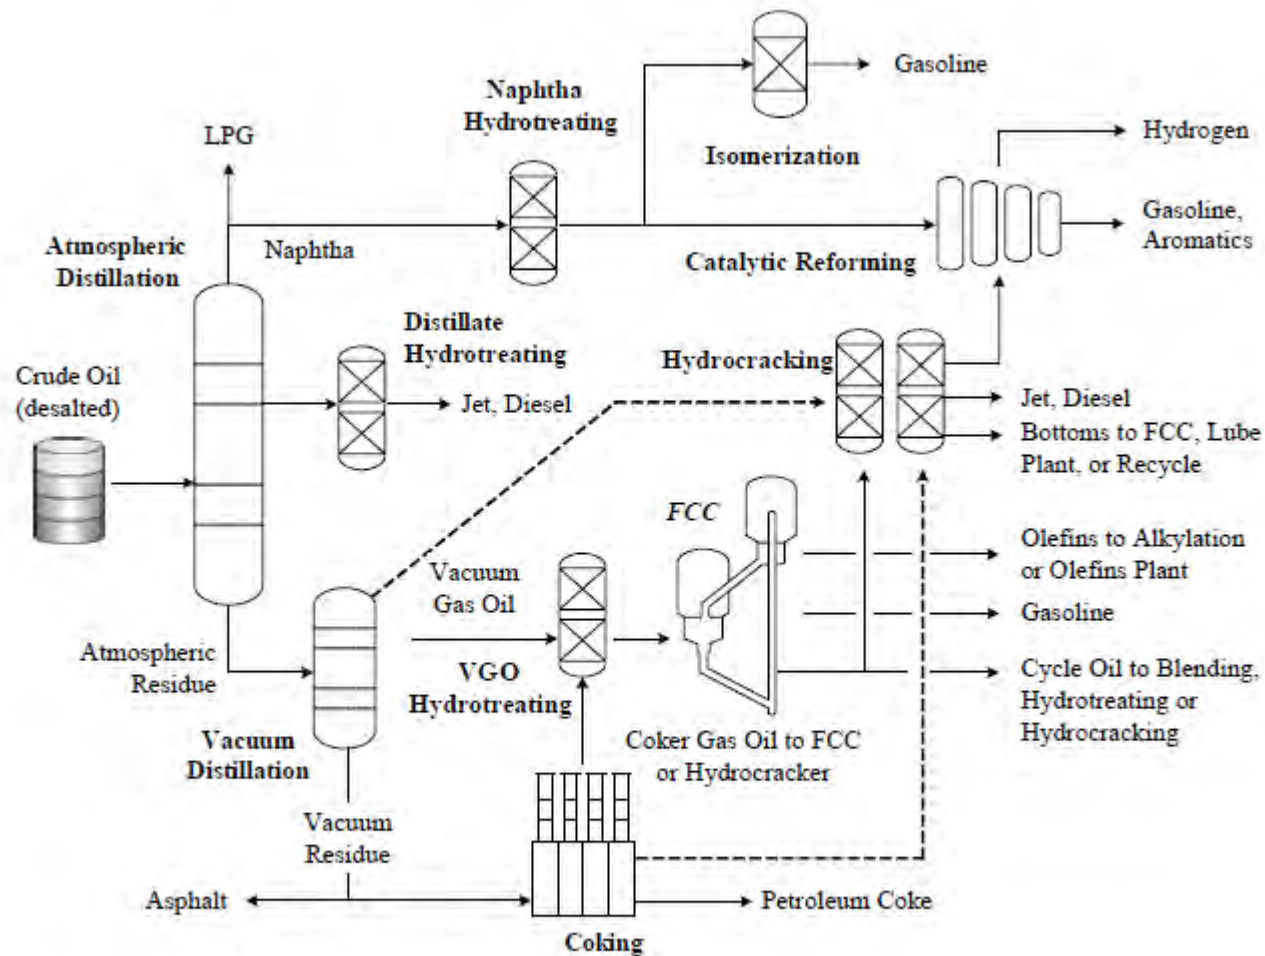 Gasoline
Naphtha
Hydrotreating
LPG
Isomerization
Hydrogen
Gasoline,
Aromatics
Atmospheric
Distillation
Naphtha
Catalytic Reforming
Distillate
Hydrotreating
Hydrocracking
Crude Oil
(desalted)
Jet, Diesel
Jet, Diesel
Bottoms to FCC, Lube
Plant, or Recycle
FCC
Olefins to Alkylation
or Olefins Plant
Vacuum
Gas Oil
Gasoline
Atmospheric
Residue
VGO
Hydrotreating
Cycle Oil to Blending,
Hydrotreating or
Hydrocracking
Vacuum
Distillation
Coker Gas Oil to FCC
or Hydrocracker
Vacuum
Residue
Asphalt
Petroleum Coke
Coking